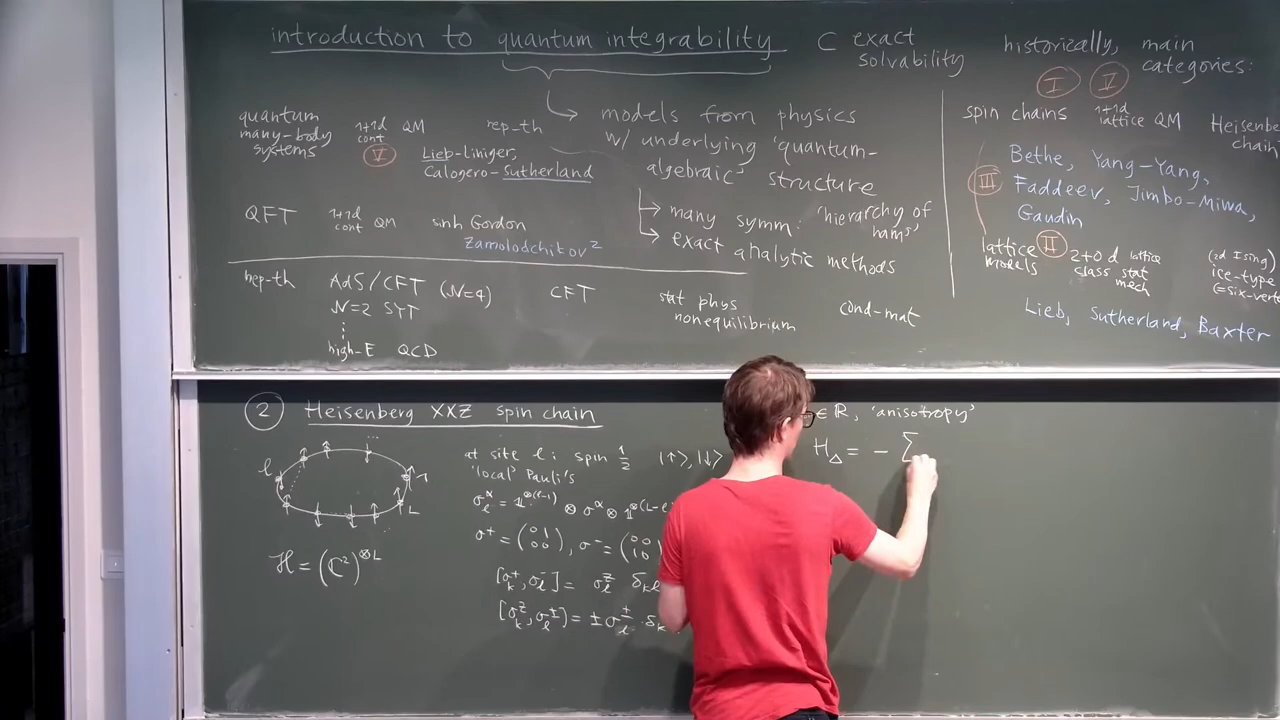 introduction to quantum integrability ⊂ exact solvability
historically, main categories:
I V
quantum many-body systems
1+1d cont QM
V
rep-th
Lieb-Liniger,
Calogero-Sutherland
QFT
1+1d cont QM
sinh Gordon
Zamolodchikov²
models from physics
w/ underlying 'quantum-
algebraic' structure
→ many symm: 'hierarchy of hams'
→ exact analytic methods
spin chains
1+1d lattice QM
Heisenbe
chain
Bethe, Yang-Yang,
III
Faddeev, Jimbo-Miwa,
Gaudin
lattice models
II
2+0 d lattice
class stat
mech
(2d Ising)
ice-type
(=six-verte
Lieb, Sutherland, Baxter
hep-th
AdS/CFT (N=4)
N=2 SYT
⋮
high-E QCD
CFT
stat phys
nonequilibrium
cond-mat
2 Heisenberg XXZ spin chain
ℓ
1
L
H = (ℂ²)^{⊗L}
at site ℓ: spin 1/2 |↑>, |↓>
'local' Pauli's
σ_ℓ^α = 1^{⊗(ℓ-1)} ⊗ σ^α ⊗ 1^{⊗(L-ℓ
σ^+ = (0 1 0 0), σ^- = (0 0 1 0
[σ_k^+, σ_ℓ^-] = σ_ℓ^z δ_kℓ
[σ_k^z, σ_ℓ^±] = ± σ_ℓ^± · δ_k
∈ ℝ, 'anisotropy'
H_Δ = - Σ